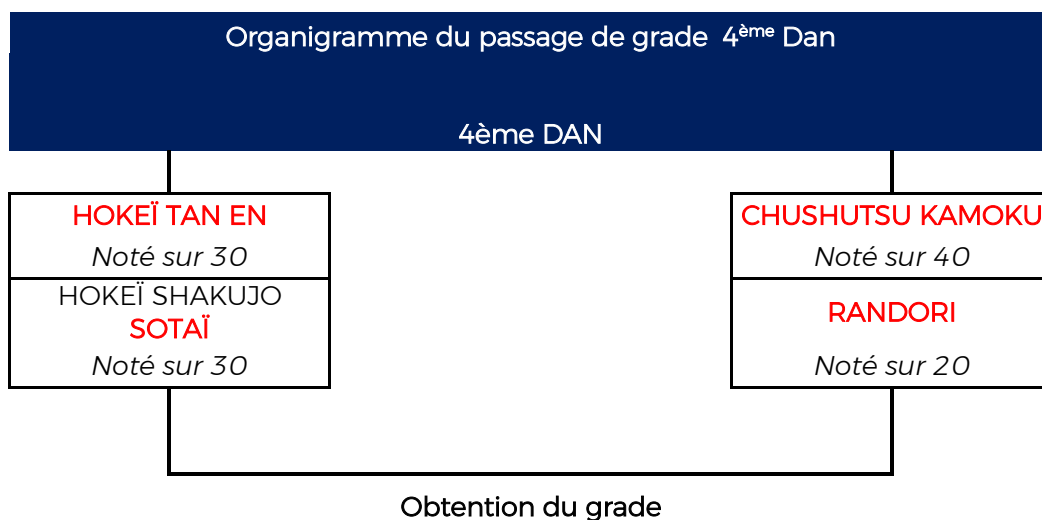 Organigramme du passage de grade 4ème Dan
4ème DAN
HOKEÏ TAN EN
Noté sur 30
HOKEÏ SHAKUJO
SOTAÏ
Noté sur 30
CHUSHUTSU KAMOKU
Noté sur 40
RANDORI
Noté sur 20
Obtention du grade